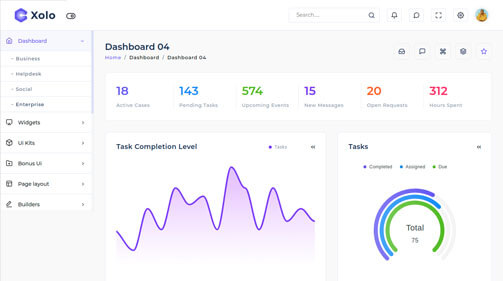 Xolo
Search...
Dashboard
Business
Helpdesk
Social
Enterprise
Widgets
UI Kits
Bonus UI
Page layout
Builders
Dashboard 04
Home / Dashboard / Dashboard 04
18 143 574 15 20 312
Active Cases Pending Tasks Upcoming Events New Messages Open Requests Hours Spent
Task Completion Level
Tasks
Tasks
Completed Assigned Due
Total
75